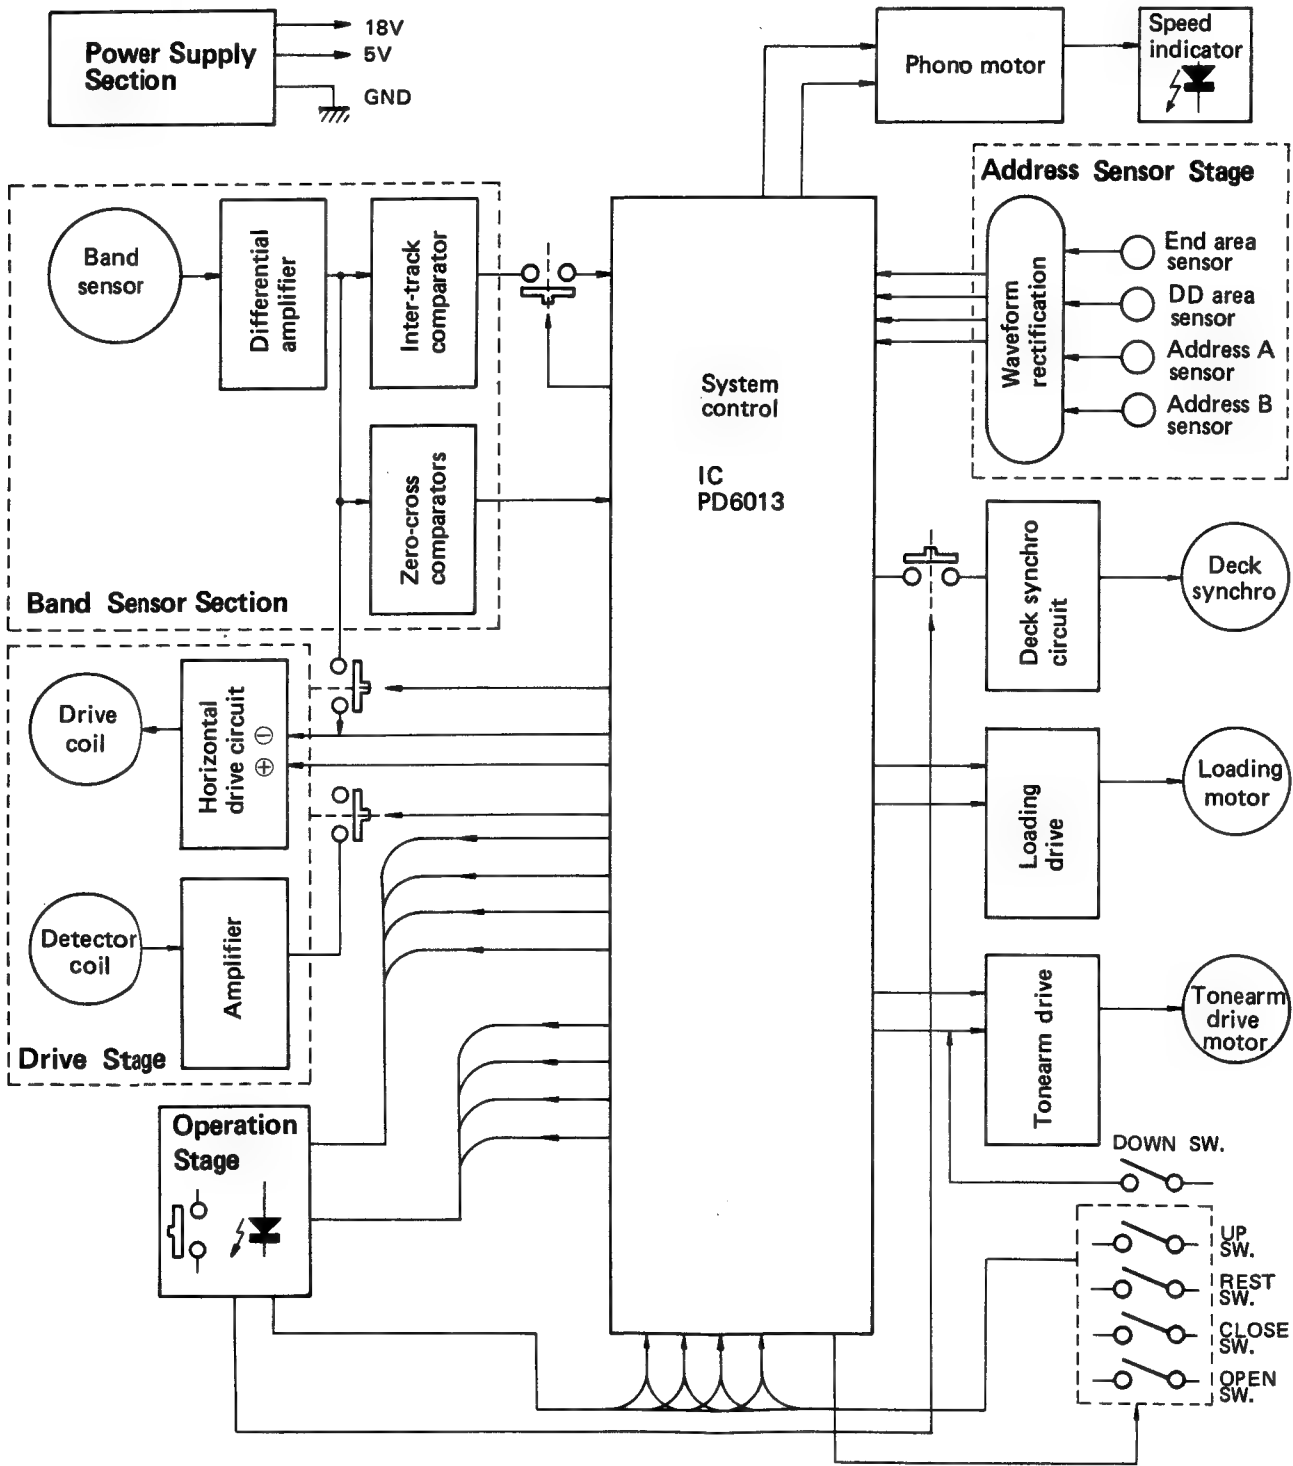 Power Supply
Section
18V
5V
GND
Phono motor
Speed
indicator
Address Sensor Stage
Waveform
rectification
End area
sensor
DD area
sensor
Address A
sensor
Address B
sensor
Band
sensor
Differential
amplifier
Inter-track
comparator
Zero-cross
comparators
Band Sensor Section
System
control
IC
PD6013
Deck synchro
circuit
Deck
synchro
Drive
coil
Horizontal
drive circuit
⊖
⊕
Detector
coil
Amplifier
Drive Stage
Loading
drive
Loading
motor
Tonearm drive
Tonearm
drive
motor
Operation
Stage
DOWN SW.
UP
SW.
REST
SW.
CLOSE
SW.
OPEN
SW.